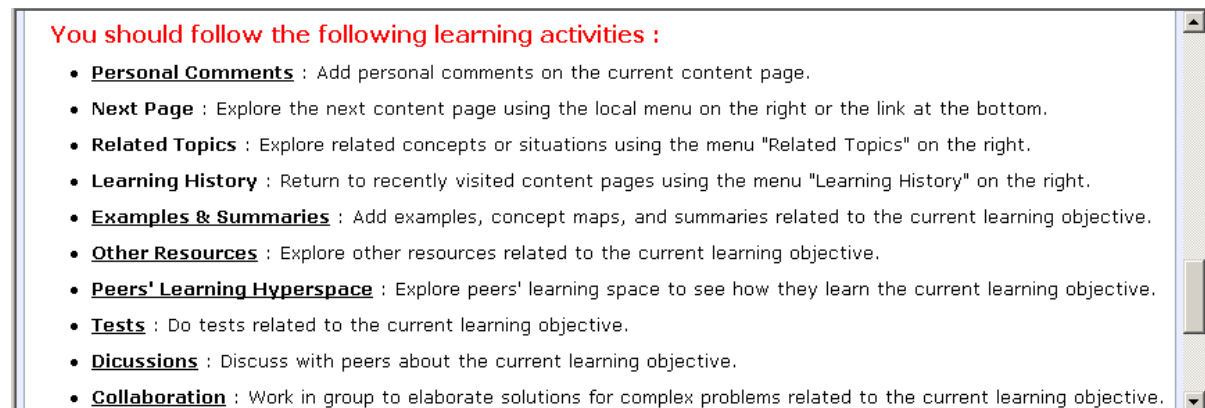 You should follow the following learning activities :
• Personal Comments : Add personal comments on the current content page.
• Next Page : Explore the next content page using the local menu on the right or the link at the bottom.
• Related Topics : Explore related concepts or situations using the menu "Related Topics" on the right.
• Learning History : Return to recently visited content pages using the menu "Learning History" on the right.
• Examples & Summaries : Add examples, concept maps, and summaries related to the current learning objective.
• Other Resources : Explore other resources related to the current learning objective.
• Peers' Learning Hyperspace : Explore peers' learning space to see how they learn the current learning objective.
• Tests : Do tests related to the current learning objective.
• Dicussions : Discuss with peers about the current learning objective.
• Collaboration : Work in group to elaborate solutions for complex problems related to the current learning objective.